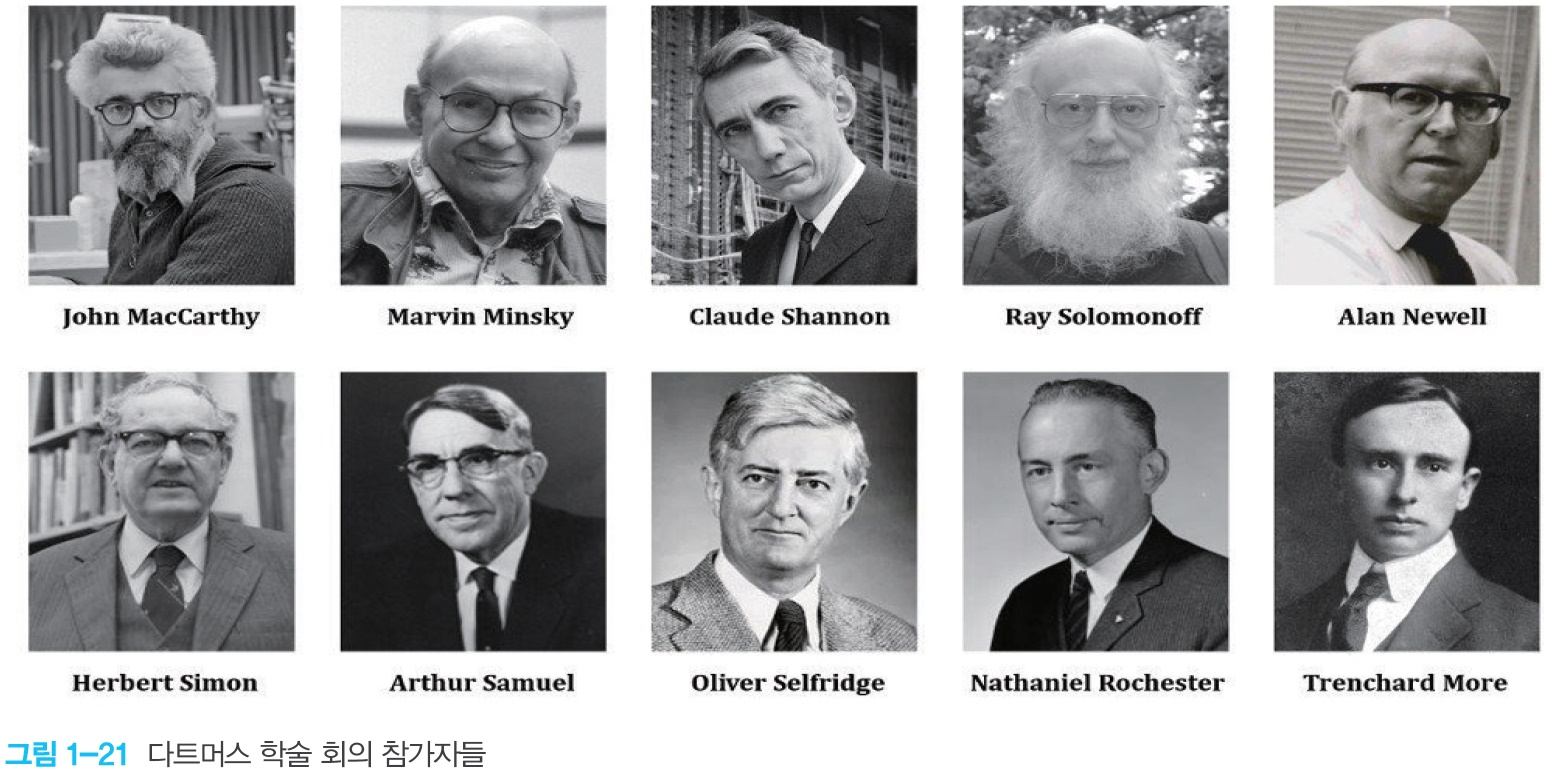 John MacCarthy
Marvin Minsky
Claude Shannon
Ray Solomonoff
Alan Newell
Herbert Simon
Arthur Samuel
Oliver Selfridge
Nathaniel Rochester
Trenchard More
그림 1–21 다트머스 학술 회의 참가자들